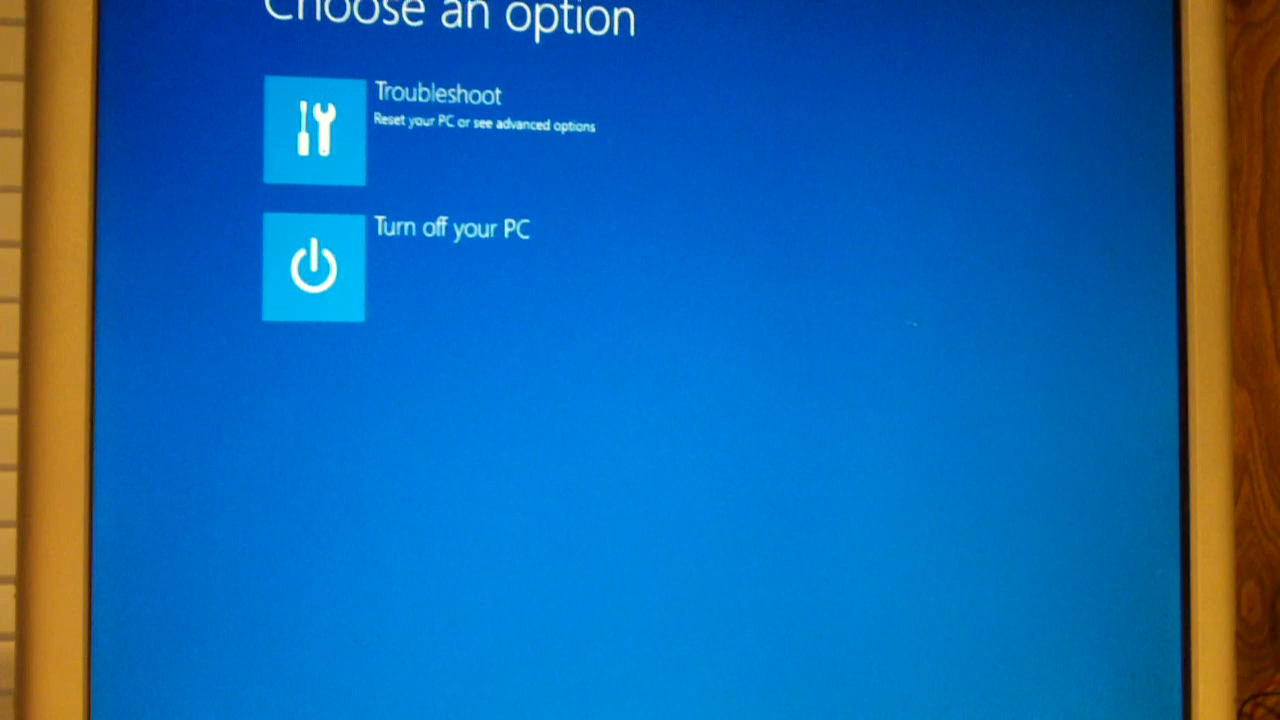 Choose an option
Troubleshoot
Reset your PC or see advanced options
Turn off your PC